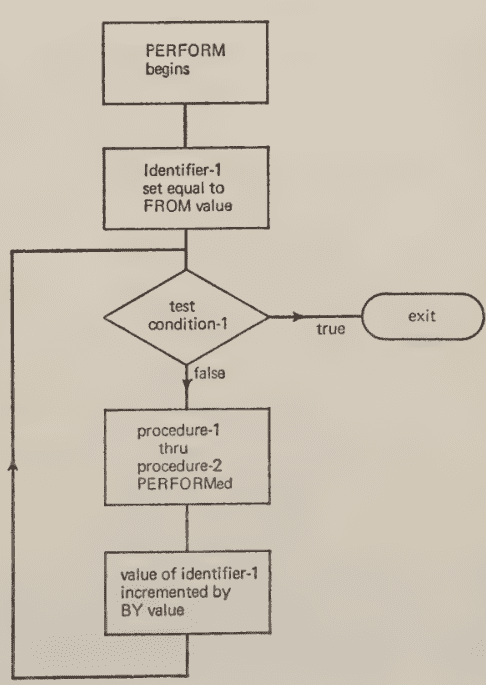 PERFORM
begins
Identifier-1
set equal to
FROM value
test
condition-1
true
exit
false
procedure-1
thru
procedure-2
PERFORMed
value of identifier-1
incremented by
BY value